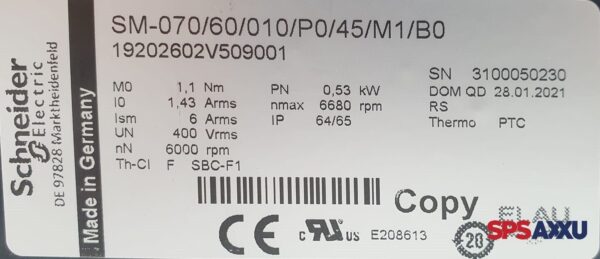 Schneider
Electric
DE 97828 Marktheidenfeld
Made in Germany
SM-070/60/010/P0/45/M1/B0
19202602V509001
SN 3100050230
M0 1,1 Nm PN 0,53 kW DOM QD 28.01.2021
I0 1,43 Arms nmax 6680 rpm RS
Ism 6 Arms IP 64/65 Thermo PTC
UN 400 Vrms
nN 6000 rpm
Th-Cl F SBC-F1
Copy
ELAU
CE C RU US E208613
20
SPSAXXU